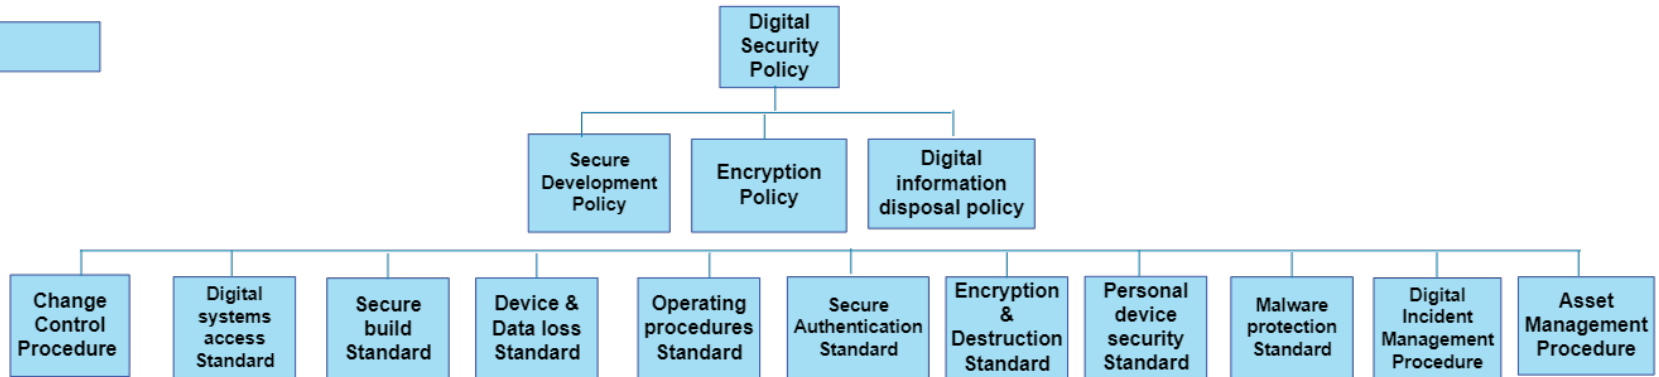 Digital
Security
Policy
Secure
Development
Policy
Encryption
Policy
Digital
information
disposal policy
Change
Control
Procedure
Digital
systems
access
Standard
Secure
build
Standard
Device &
Data loss
Standard
Operating
procedures
Standard
Secure
Authentication
Standard
Encryption
&
Destruction
Standard
Personal
device
security
Standard
Malware
protection
Standard
Digital
Incident
Management
Procedure
Asset
Management
Procedure